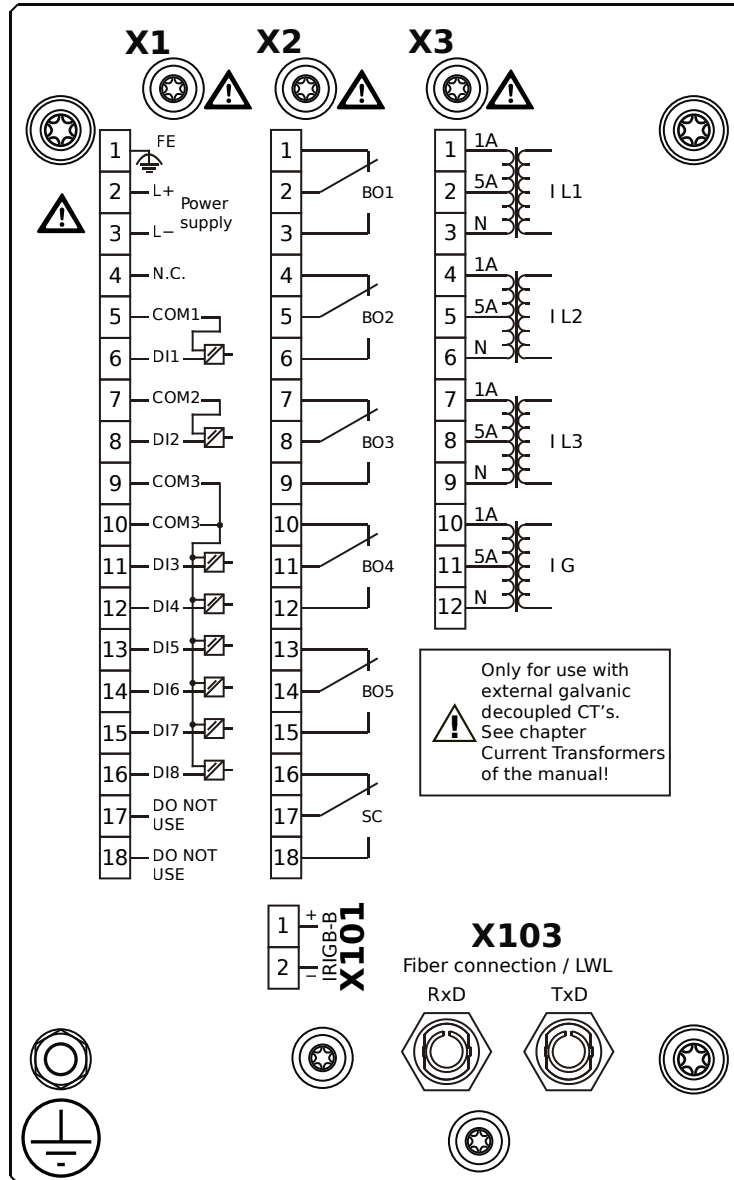 X1
X2
X3
1 FE
2 L+
Power
supply
3 L−
4 N.C.
5 COM1
6 DI1
7 COM2
8 DI2
9 COM3
10 COM3
11 DI3
12 DI4
13 DI5
14 DI6
15 DI7
16 DI8
17 DO NOT
USE
18 DO NOT
USE
1
2 BO1
3
4
5 BO2
6
7
8 BO3
9
10
11 BO4
12
13
14 BO5
15
16
17 SC
18
1 1A
2 5A I L1
3 N
4 1A
5 5A I L2
6 N
7 1A
8 5A I L3
9 N
10 1A
11 5A I G
12 N
Only for use with
external galvanic
decoupled CT's.
See chapter
Current Transformers
of the manual!
1 +
2 −
IRIGB-B
X101
X103
Fiber connection / LWL
RxD
TxD